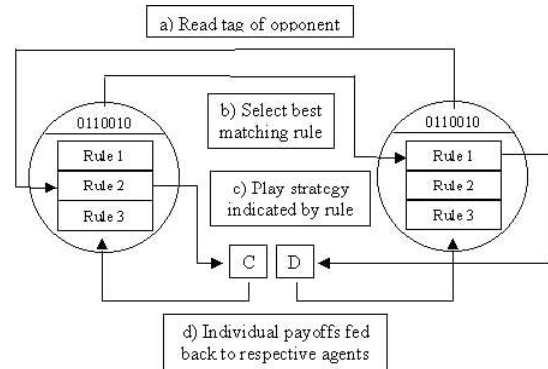 a) Read tag of opponent
0110010
Rule 1
Rule 2
Rule 3
b) Select best
matching rule
c) Play strategy
indicated by rule
C
D
0110010
Rule 1
Rule 2
Rule 3
d) Individual payoffs fed
back to respective agents